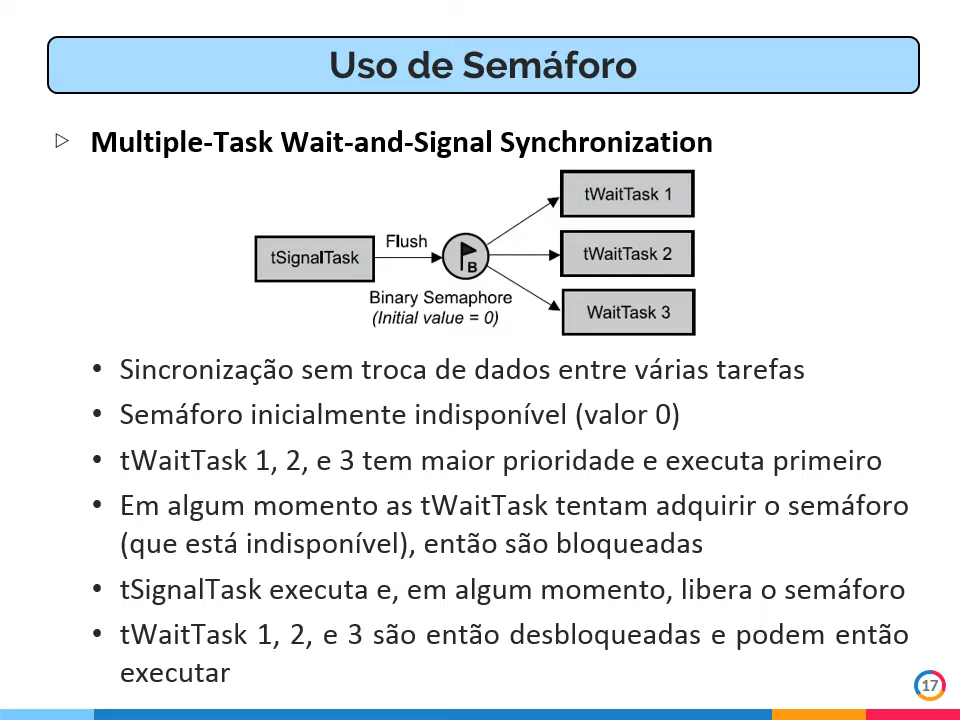 Uso de Semáforo
Multiple-Task Wait-and-Signal Synchronization
tWaitTask 1
Flush
tSignalTask
B
tWaitTask 2
Binary Semaphore
(Initial value = 0)
WaitTask 3
• Sincronização sem troca de dados entre várias tarefas
• Semáforo inicialmente indisponível (valor 0)
• tWaitTask 1, 2, e 3 tem maior prioridade e executa primeiro
• Em algum momento as tWaitTask tentam adquirir o semáforo
(que está indisponível), então são bloqueadas
• tSignalTask executa e, em algum momento, libera o semáforo
• tWaitTask 1, 2, e 3 são então desbloqueadas e podem então
executar
17